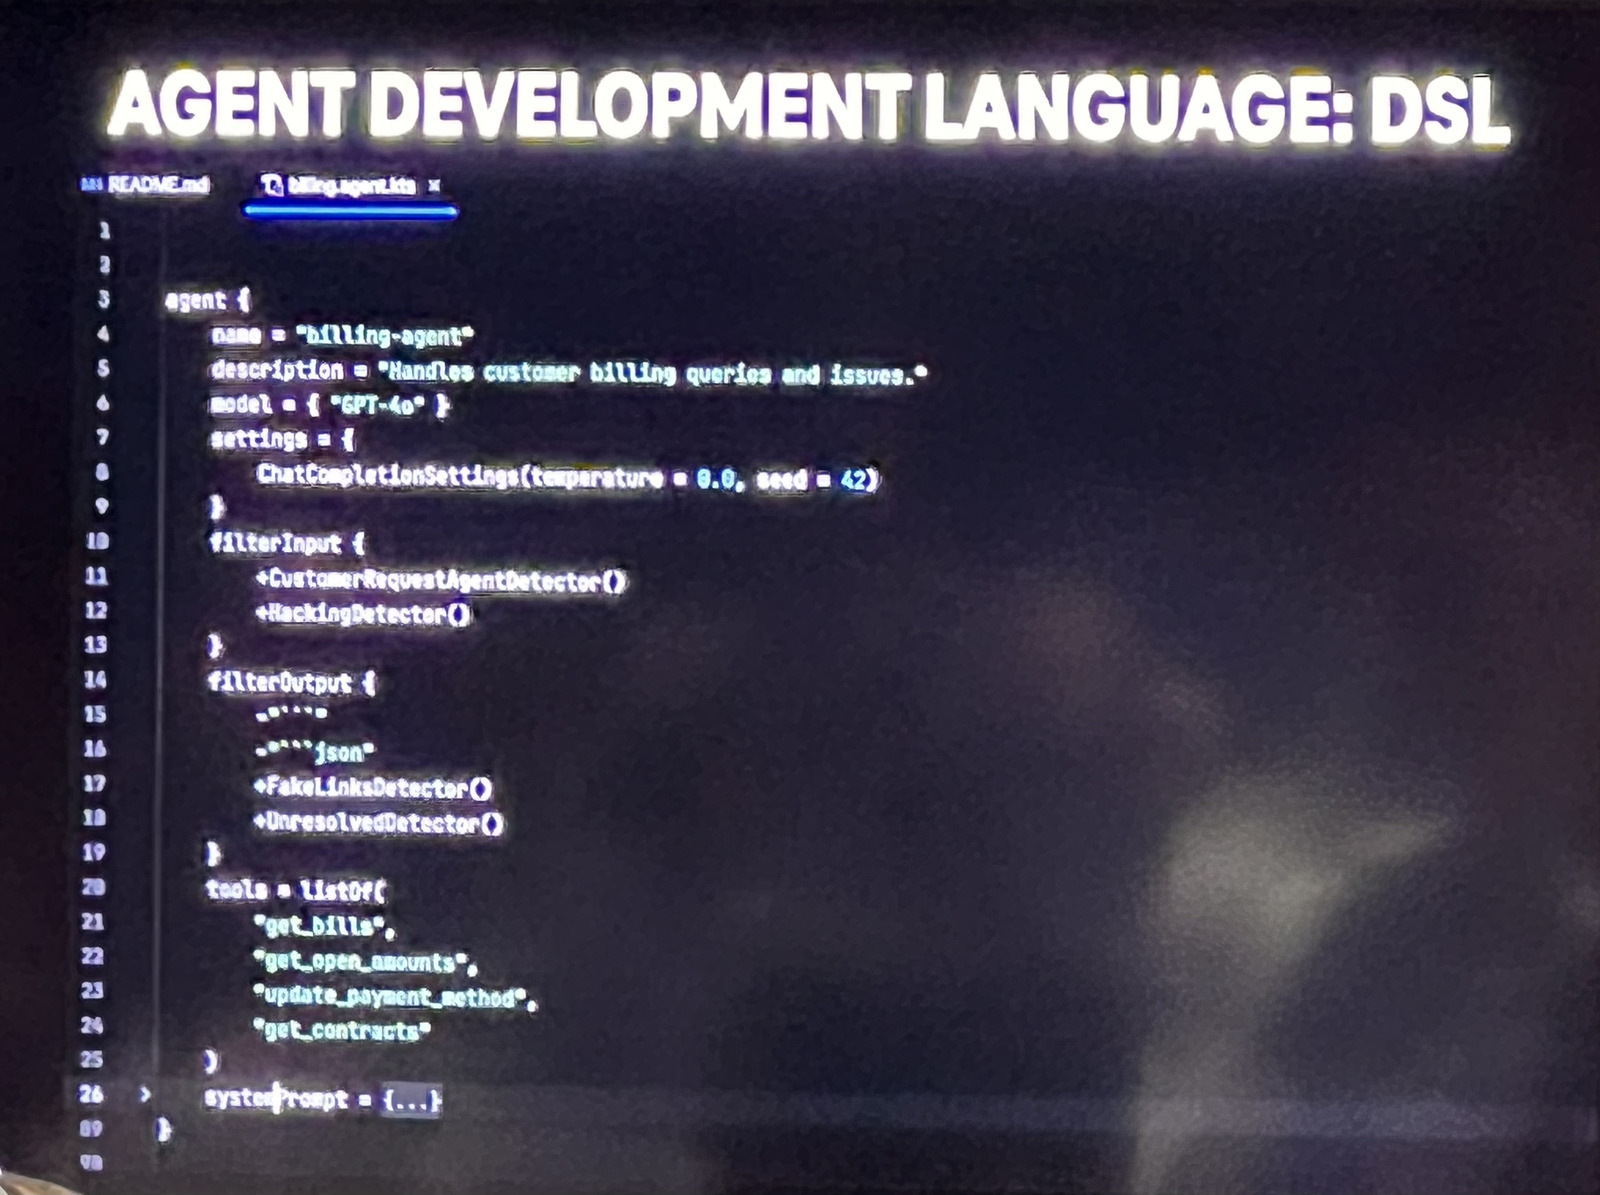 AGENT DEVELOPMENT LANGUAGE: DSL
README.md billing.agent.kts ×
1
2
3 agent {
4 name = "billing-agent"
5 description = "Handles customer billing queries and issues."
6 model = { "GPT-4o" }
7 settings = {
8 ChatCompletionSettings(temperature = 0.0, seed = 42)
9 }
10 filterInput {
11 +CustomerRequestAgentDetector()
12 +HackingDetector()
13 }
14 filterOutput {
15 -"```"
16 -"```json"
17 +FakeLinksDetector()
18 +UnresolvedDetector()
19 }
20 tools = listOf(
21 "get_bills",
22 "get_open_amounts",
23 "update_payment_method",
24 "get_contracts"
25 )
26 > systemPrompt = {...}
89 }
90